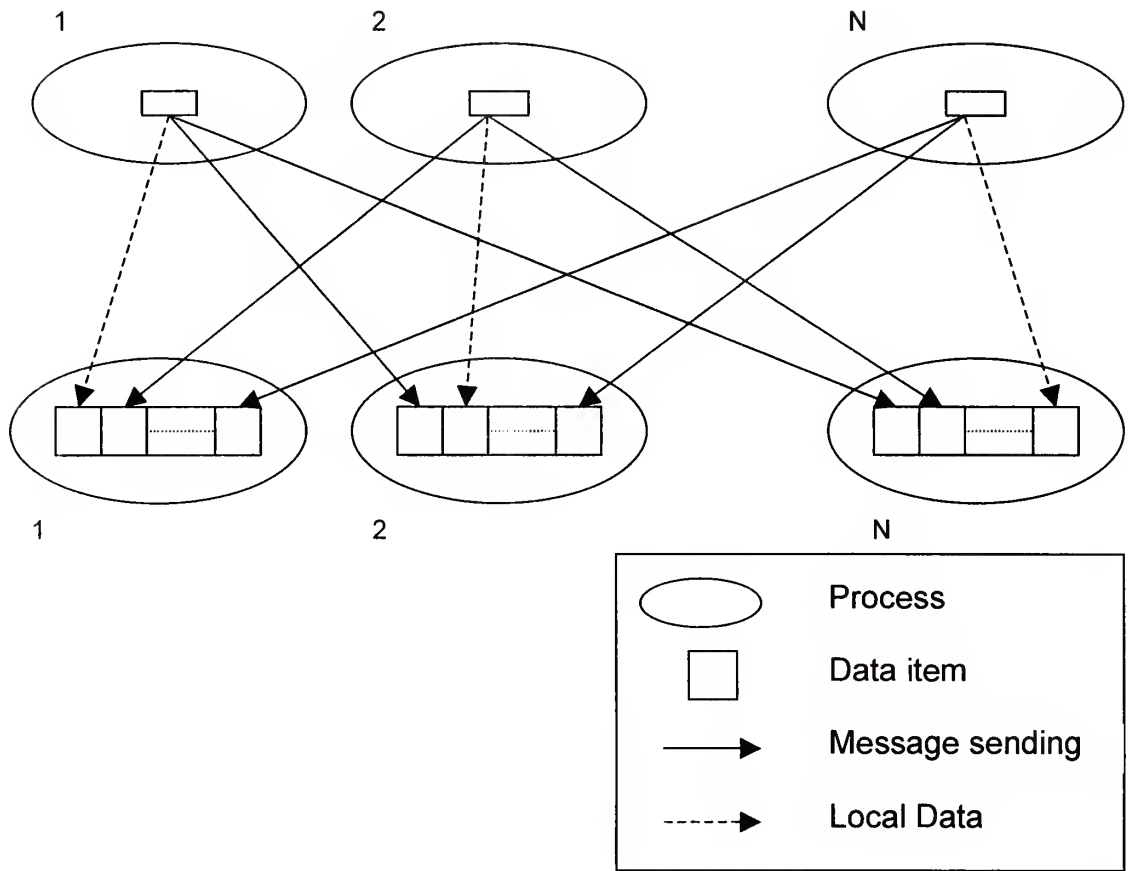 1 2 N
1 2 N
Process
Data item
Message sending
Local Data